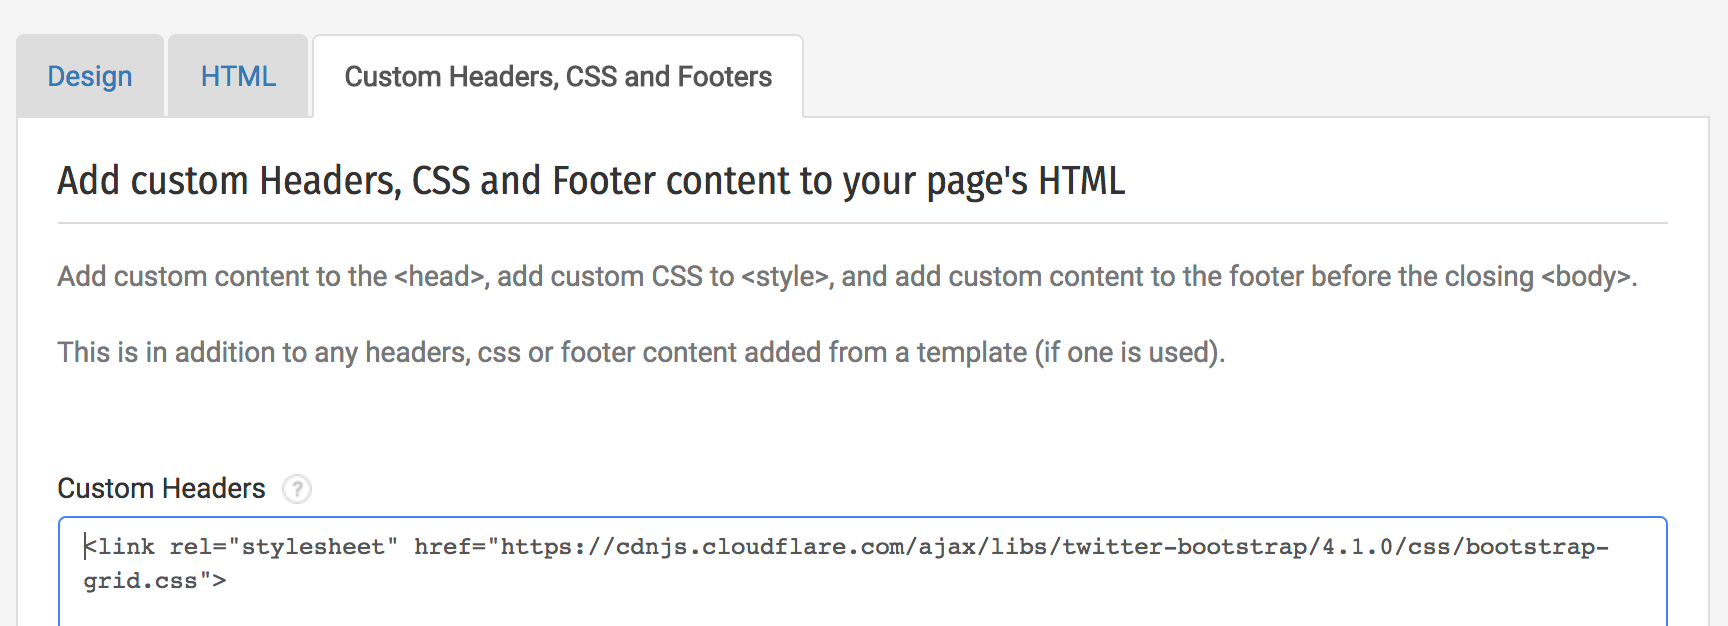 Design HTML Custom Headers, CSS and Footers
Add custom Headers, CSS and Footer content to your page's HTML
Add custom content to the <head>, add custom CSS to <style>, and add custom content to the footer before the closing <body>.
This is in addition to any headers, css or footer content added from a template (if one is used).
Custom Headers ?
<link rel="stylesheet" href="https://cdnjs.cloudflare.com/ajax/libs/twitter-bootstrap/4.1.0/css/bootstrap-
grid.css">